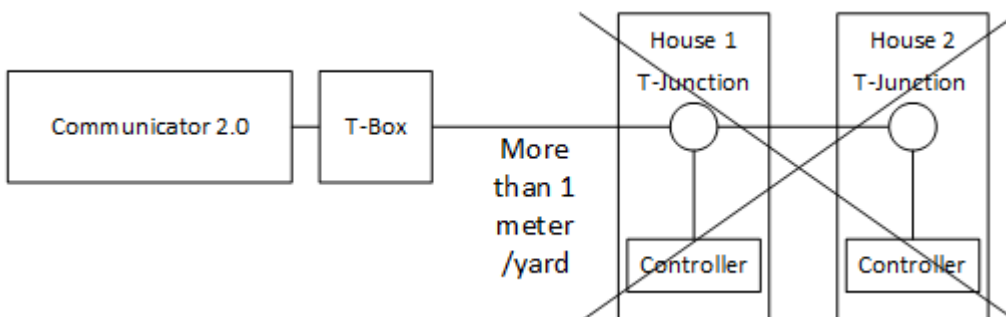 House 1
House 2
T-Junction
T-Junction
Communicator 2.0
T-Box
More
than 1
meter
/yard
Controller
Controller